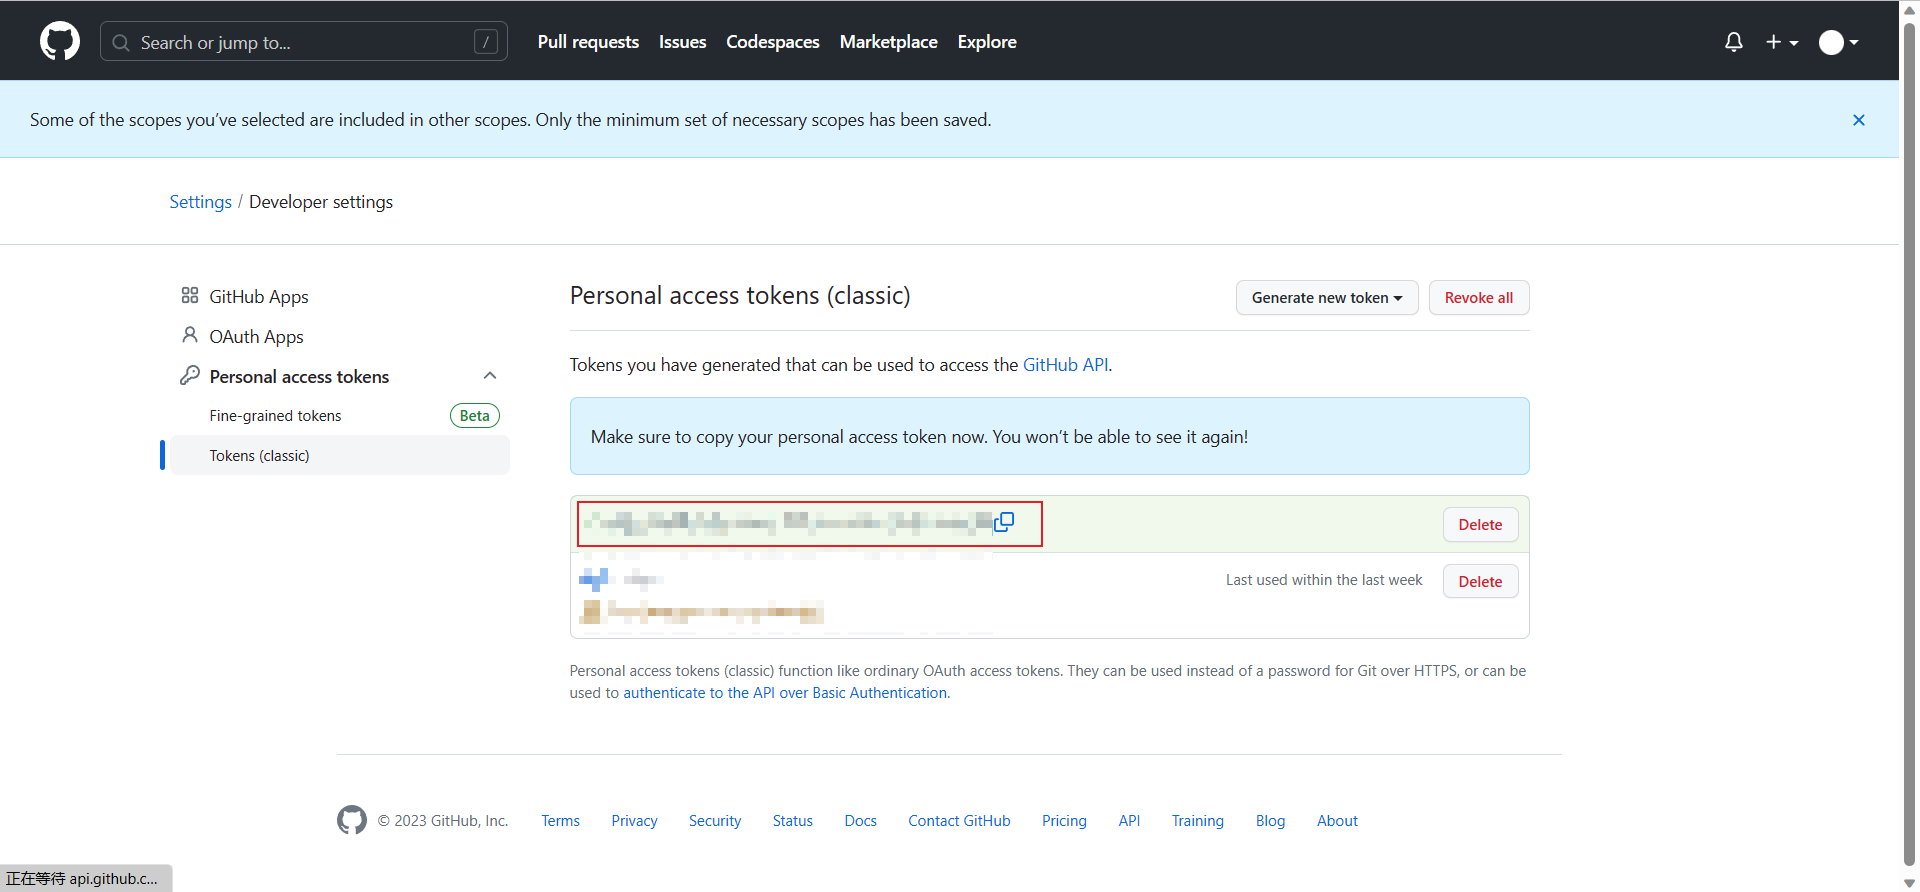 Search or jump to... /
Pull requests Issues Codespaces Marketplace Explore
Some of the scopes you’ve selected are included in other scopes. Only the minimum set of necessary scopes has been saved.
Settings / Developer settings
GitHub Apps
OAuth Apps
Personal access tokens
Fine-grained tokens Beta
Tokens (classic)
Personal access tokens (classic)
Generate new token Revoke all
Tokens you have generated that can be used to access the GitHub API.
Make sure to copy your personal access token now. You won’t be able to see it again!
Delete
Last used within the last week Delete
Personal access tokens (classic) function like ordinary OAuth access tokens. They can be used instead of a password for Git over HTTPS, or can be
used to authenticate to the API over Basic Authentication.
© 2023 GitHub, Inc. Terms Privacy Security Status Docs Contact GitHub Pricing API Training Blog About
正在等待 api.github.c...